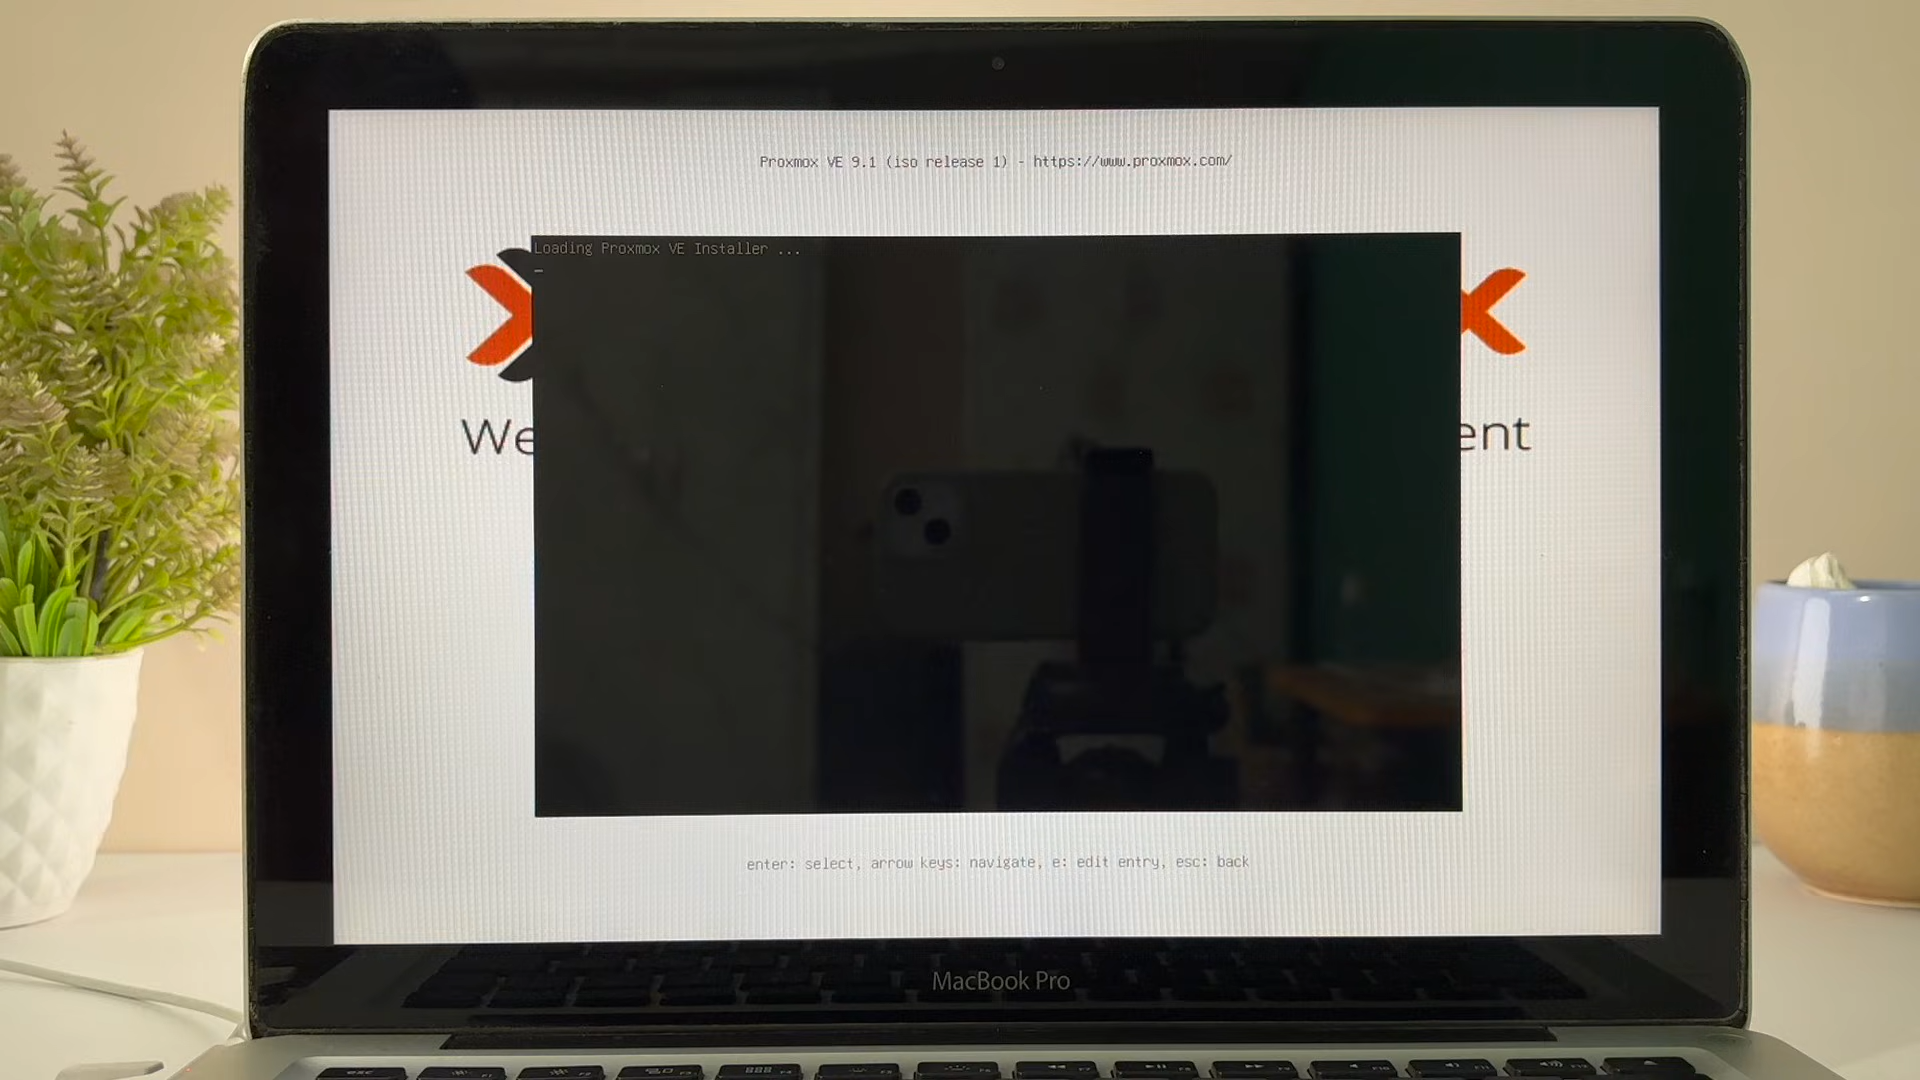 Proxmox VE 9.1 (iso release 1) - https://www.proxmox.com/
Loading Proxmox VE Installer ...
We
ent
enter: select, arrow keys: navigate, e: edit entry, esc: back
MacBook Pro
esc